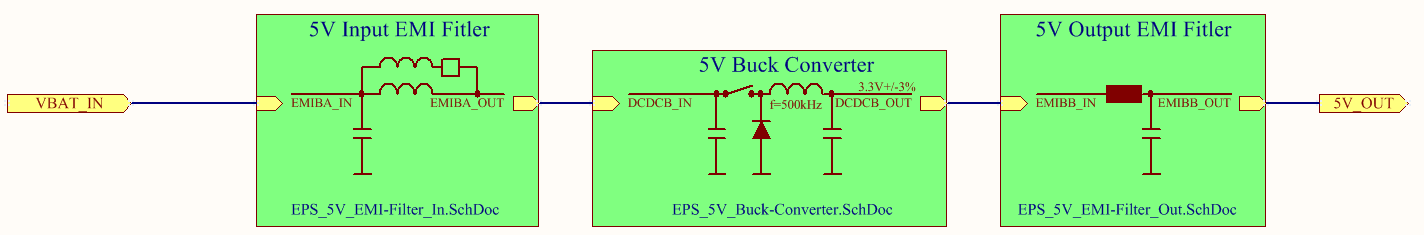 5V Input EMI Fitler
5V Output EMI Fitler
5V Buck Converter
3.3V+/-3%
VBAT_IN
EMIBA_IN
EMIBA_OUT
DCDCB_IN
f=500kHz
DCDCB_OUT
EMIBB_IN
EMIBB_OUT
5V_OUT
EPS_5V_EMI-Filter_In.SchDoc
EPS_5V_Buck-Converter.SchDoc
EPS_5V_EMI-Filter_Out.SchDoc